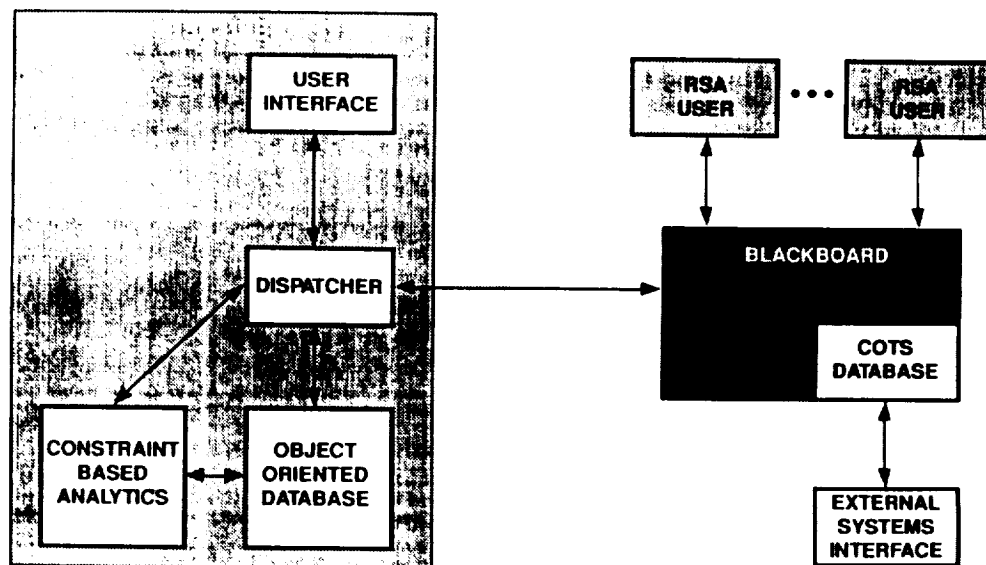 USER
INTERFACE
RSA
USER
RSA
USER
DISPATCHER
BLACKBOARD
COTS
DATABASE
CONSTRAINT
BASED
ANALYTICS
OBJECT
ORIENTED
DATABASE
EXTERNAL
SYSTEMS
INTERFACE